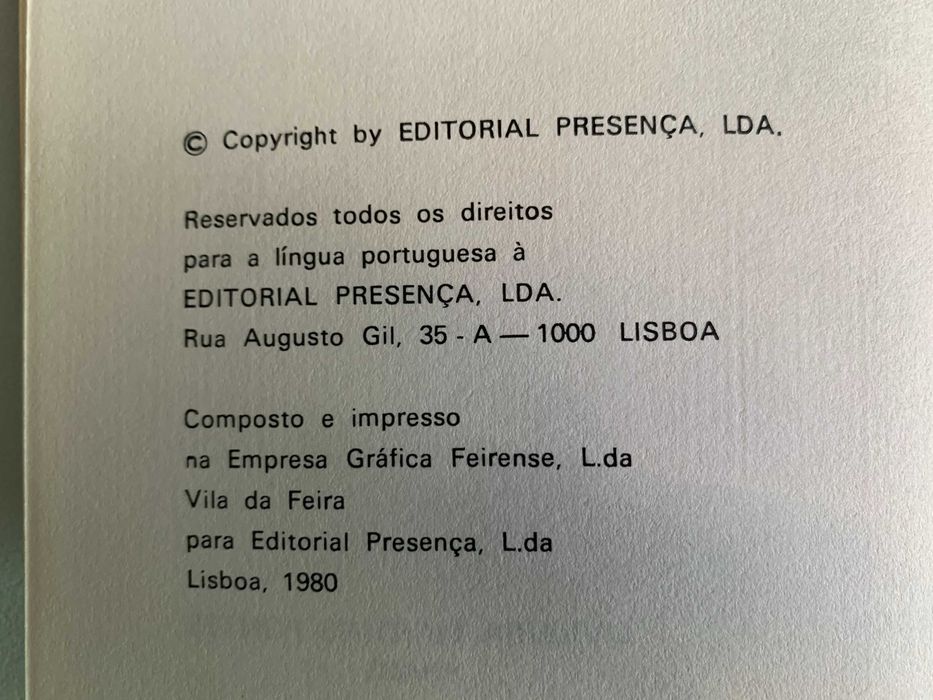 © Copyright by EDITORIAL PRESENÇA, LDA.
Reservados todos os direitos
para a língua portuguesa à
EDITORIAL PRESENÇA, LDA.
Rua Augusto Gil, 35 - A — 1000 LISBOA
Composto e impresso
na Empresa Gráfica Feirense, L.da
Vila da Feira
para Editorial Presença, L.da
Lisboa, 1980